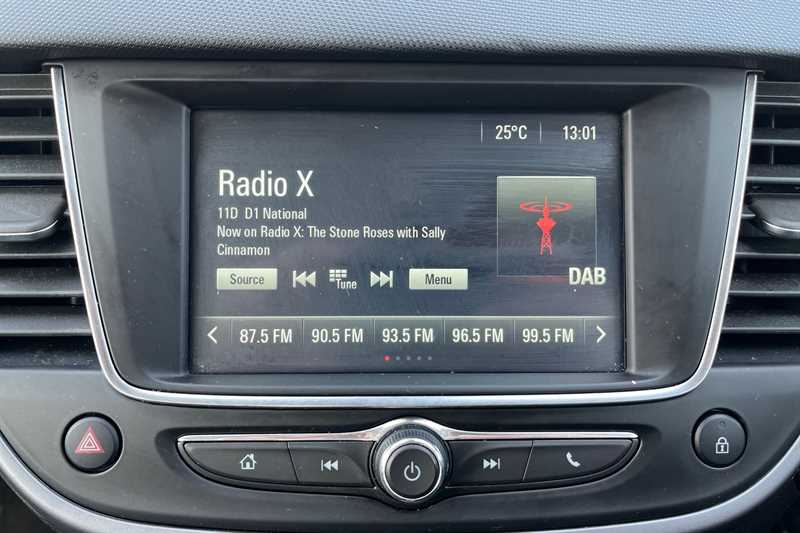 25°C 13:01
Radio X
11D D1 National
Now on Radio X: The Stone Roses with Sally
Cinnamon
Source Tune Menu
DAB
87.5 FM 90.5 FM 93.5 FM 96.5 FM 99.5 FM